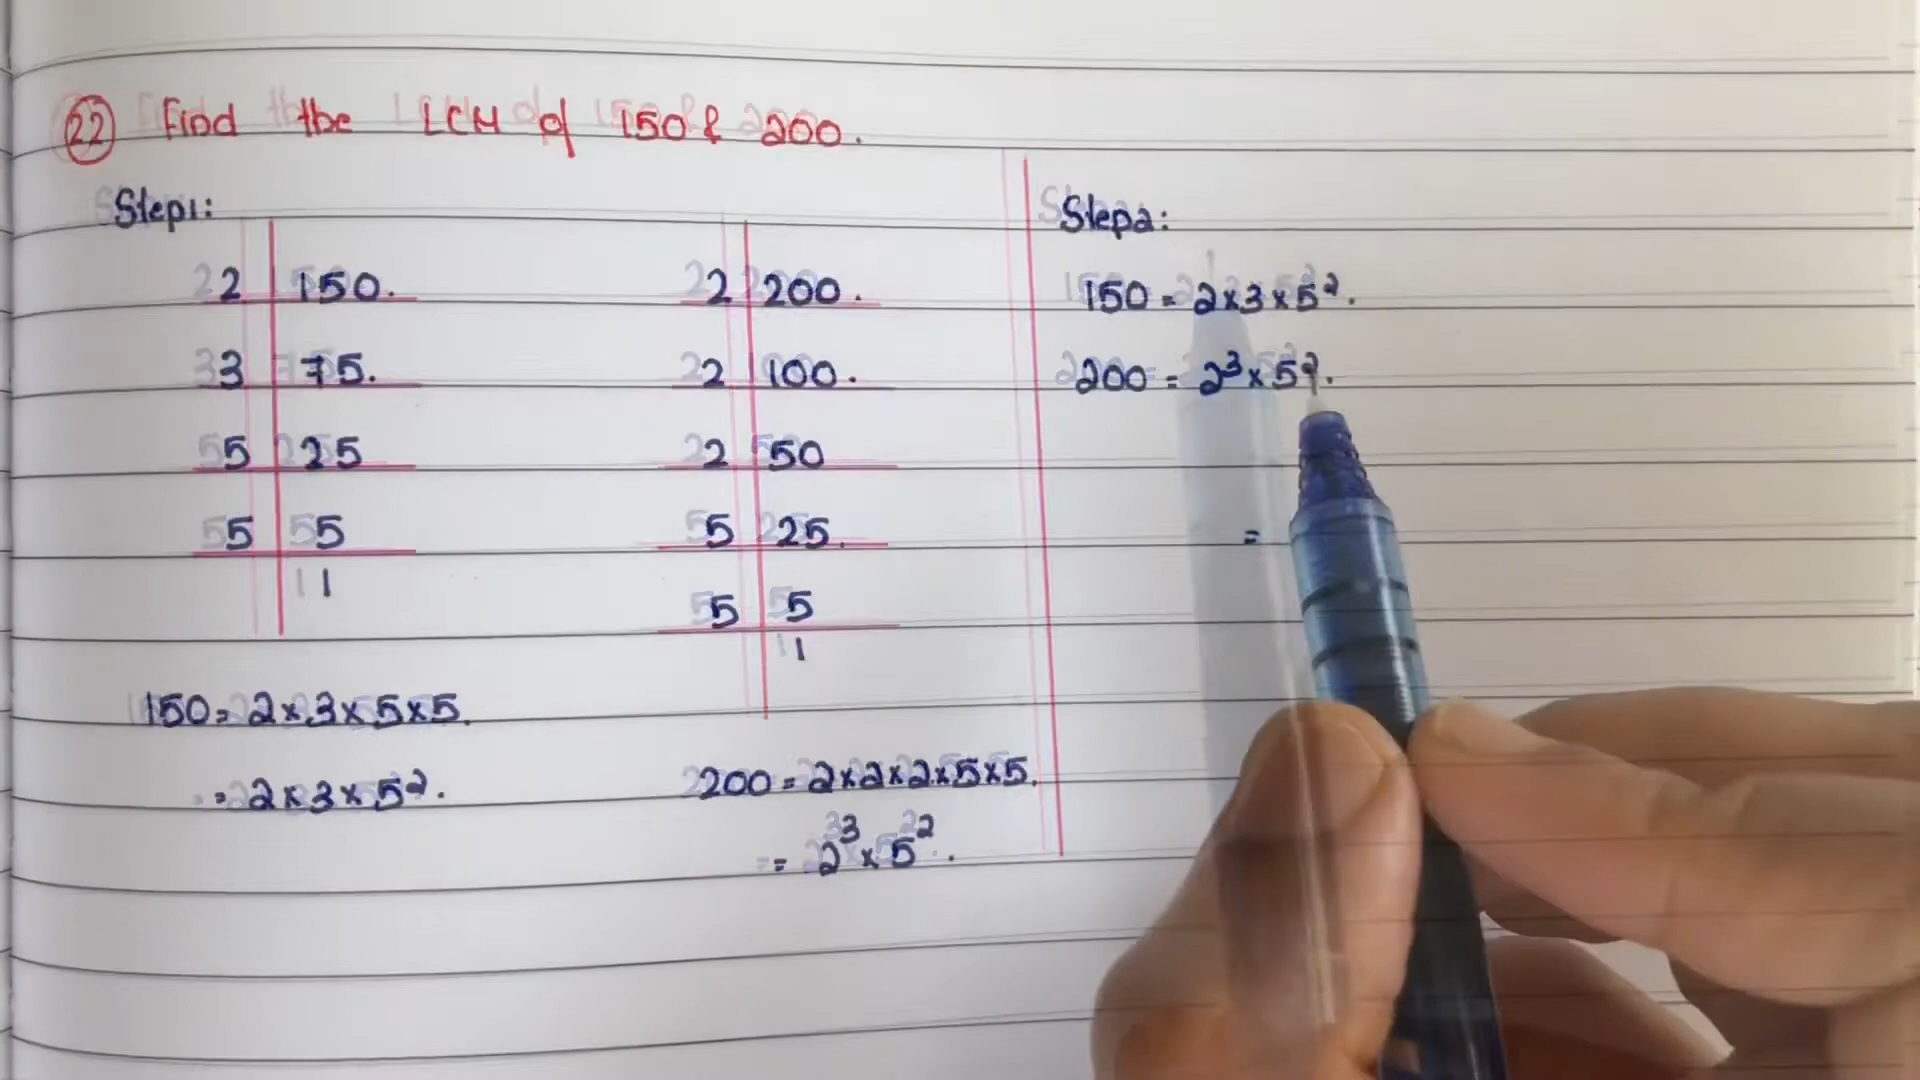 22 Find the LCM of 150 & 200.
Step1:
2 150.
3 75.
5 25
5 5
1
150 = 2×3×5×5.
= 2×3×5².
2 200.
2 100.
2 50
5 25.
5 5
1
200 = 2×2×2×5×5.
= 2³×5².
Step2:
150 = 2×3×5².
200 = 2³×5².
=